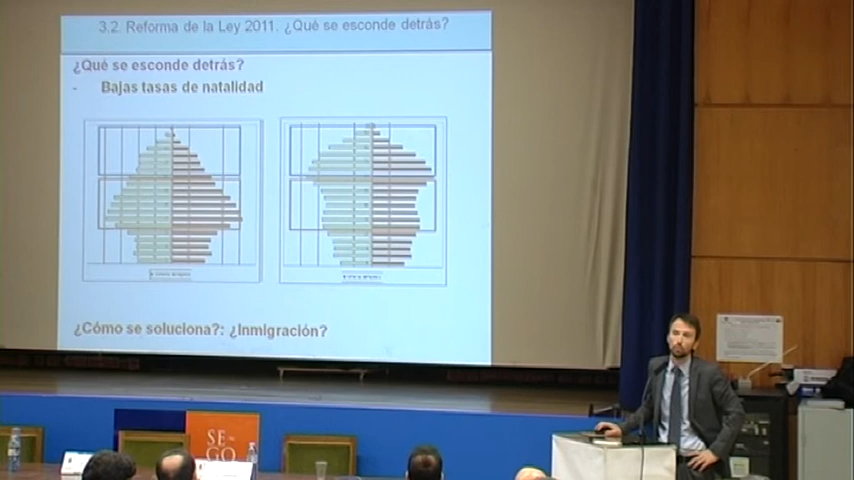 3.2. Reforma de la Ley 2011. ¿Qué se esconde detrás?
¿Qué se esconde detrás?
- Bajas tasas de natalidad
¿Cómo se soluciona?: ¿Inmigración?
SE
GO